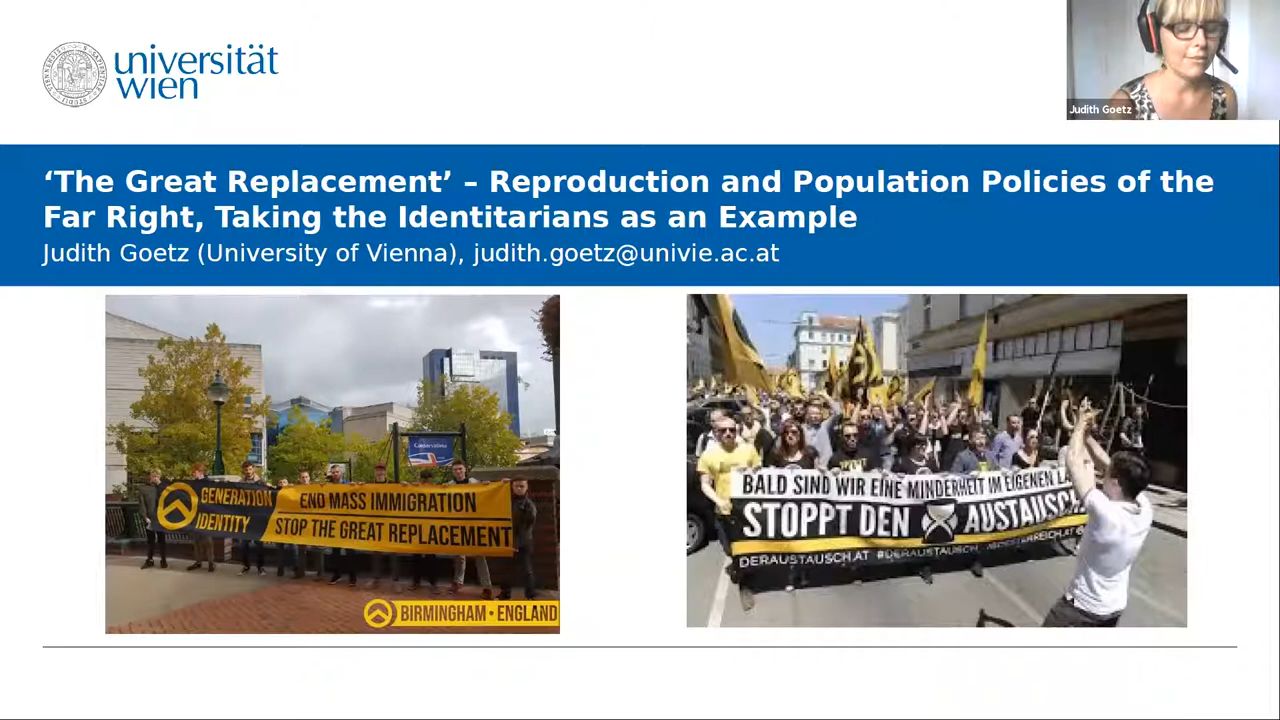 universität
wien
Judith Goetz
‘The Great Replacement’ – Reproduction and Population Policies of the
Far Right, Taking the Identitarians as an Example
Judith Goetz (University of Vienna), judith.goetz@univie.ac.at
GENERATION
IDENTITY
END MASS IMMIGRATION
STOP THE GREAT REPLACEMENT
BIRMINGHAM • ENGLAND
BALD SIND WIR EINE MINDERHEIT IM EIGENEN
STOPPT DEN AUSTAUSCH
DERAUSTAUSCH.AT #DERAUSTAUSCH